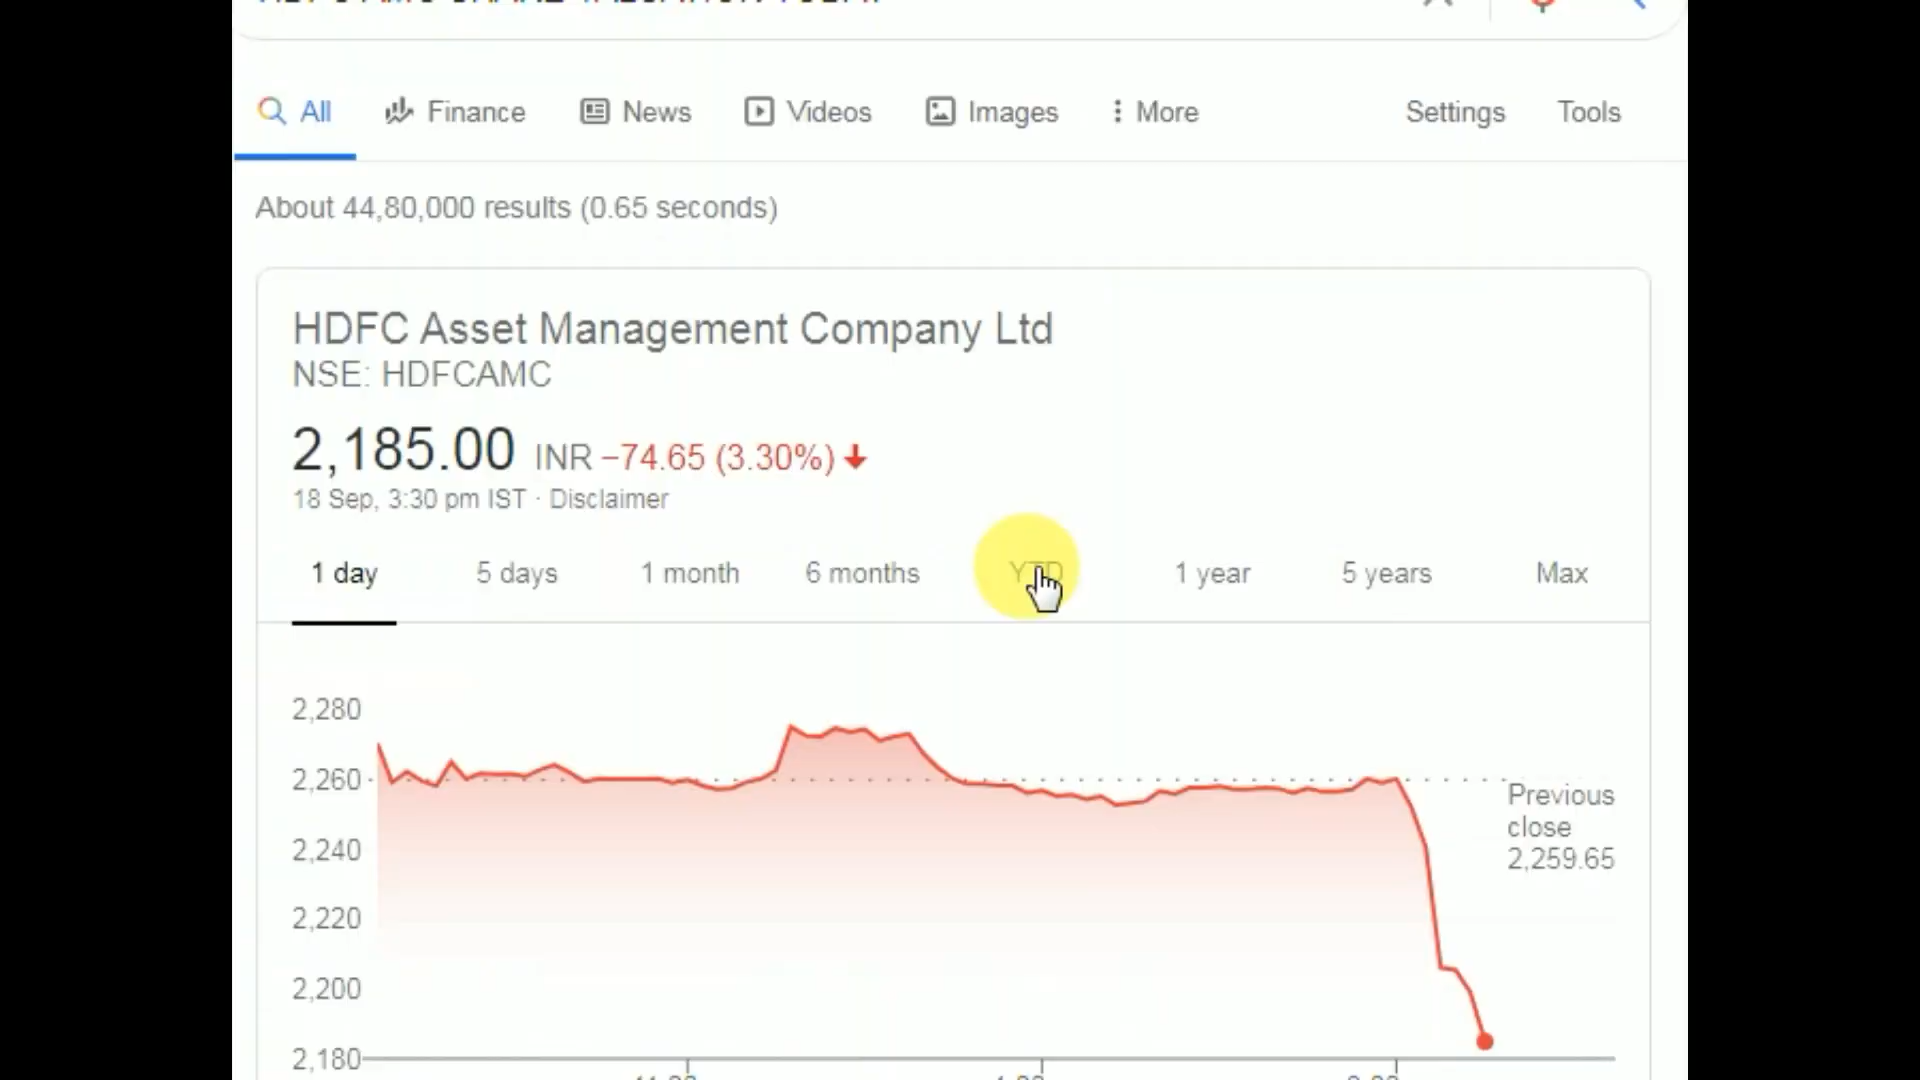 All Finance News Videos Images More Settings Tools
About 44,80,000 results (0.65 seconds)
HDFC Asset Management Company Ltd
NSE: HDFCAMC
2,185.00 INR −74.65 (3.30%)
18 Sep, 3:30 pm IST · Disclaimer
1 day 5 days 1 month 6 months YTD 1 year 5 years Max
2,280
2,260
Previous
close
2,259.65
2,240
2,220
2,200
2,180